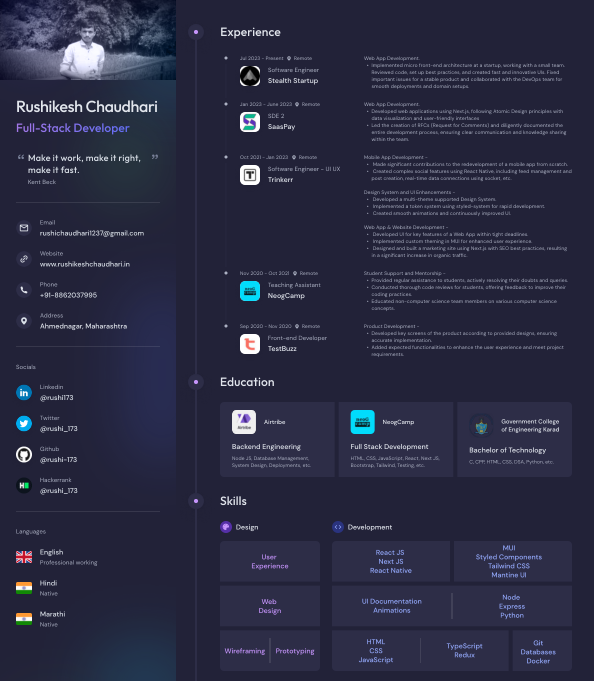 Rushikesh Chaudhari
Full-Stack Developer
“ Make it work, make it right, ”
make it fast.
Kent Beck
Email
rushichaudhari1237@gmail.com
Website
www.rushikeshchaudhari.in
Phone
+91-8862037995
Address
Ahmednagar, Maharashtra
Socials
Linkedin
@rushi173
Twitter
@rushi_173
Github
@rushi-173
Hackerrank
@rushi_173
Languages
English
Professional working
Hindi
Native
Marathi
Native
Experience
Jul 2023 - Present Remote
Software Engineer
Stealth Startup
Web App Development.
• Implemented micro front-end architecture at a startup, working with a small team.
Reviewed code, set up best practices, and created fast and innovative UIs. Fixed
important issues for a stable product and collaborated with the DevOps team for
smooth deployments and domain setups.
Jan 2023 - June 2023 Remote
SDE 2
SaasPay
Web App Development
• Developed web applications using Next.js, following Atomic Design principles with
data visualization and user-friendly interfaces
• Led the creation of RFCs (Request for Comments) and diligently documented the
entire development process, ensuring clear communication and knowledge sharing
within the team.
Oct 2021 - Jan 2023 Remote
Software Engineer - UI UX
Trinkerr
Mobile App Development -
• Made significant contributions to the redevelopment of a mobile app from scratch.
• Created complex social features using React Native, including feed management and
post creation, real-time data connections using socket, etc.
Design System and UI Enhancements -
• Developed a multi-theme supported Design System.
• Implemented a token system using styled-system for rapid development.
• Created smooth animations and continuously improved UI.
Web App & Website Development -
• Developed UI for key features of a Web App within tight deadlines.
• Implemented custom theming in MUI for enhanced user experience.
• Designed and built a marketing site using Next.js with SEO best practices, resulting
in a significant increase in organic traffic.
Nov 2020 - Oct 2021 Remote
Teaching Assistant
NeogCamp
Student Support and Mentorship -
• Provided regular assistance to students, actively resolving their doubts and queries.
• Conducted thorough code reviews for students, offering feedback to improve their
coding practices.
• Educated non-computer science team members on various computer science
concepts.
Sep 2020 - Nov 2020 Remote
Front-end Developer
TestBuzz
Product Development -
• Developed key screens of the product according to provided designs, ensuring
accurate implementation.
• Added expected functionalities to enhance the user experience and meet project
requirements.
Education
Airtribe
Airtribe
Backend Engineering
Node JS, Database Management,
System Design, Deployments, etc.
NeogCamp
Full Stack Development
HTML, CSS, JavaScript, React, Next JS,
Bootstrap, Tailwind, Testing, etc.
Government College
of Engineering Karad
Bachelor of Technology
C, CPP, HTML, CSS, DSA, Python, etc.
Skills
Design
User
Experience
Web
Design
Wireframing
Prototyping
Development
React JS
Next JS
React Native
MUI
Styled Components
Tailwind CSS
Mantine UI
UI Documentation
Animations
Node
Express
Python
HTML
CSS
JavaScript
TypeScript
Redux
Git
Databases
Docker